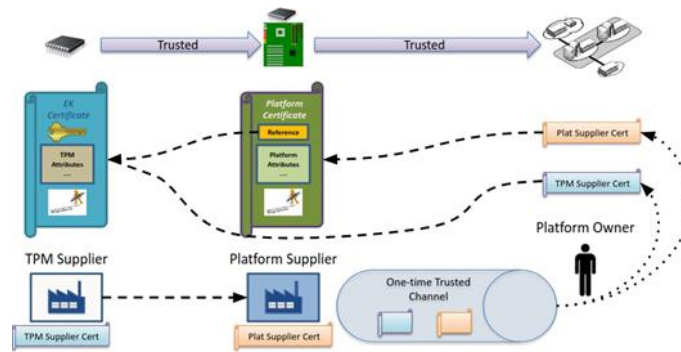 Trusted
Trusted
EK
Certificate
TPM
Attributes
....
Platform
Certificate
Reference
Platform
Attributes
....
Plat Supplier Cert
TPM Supplier Cert
Platform Owner
TPM Supplier
TPM Supplier Cert
Platform Supplier
Plat Supplier Cert
One-time Trusted
Channel